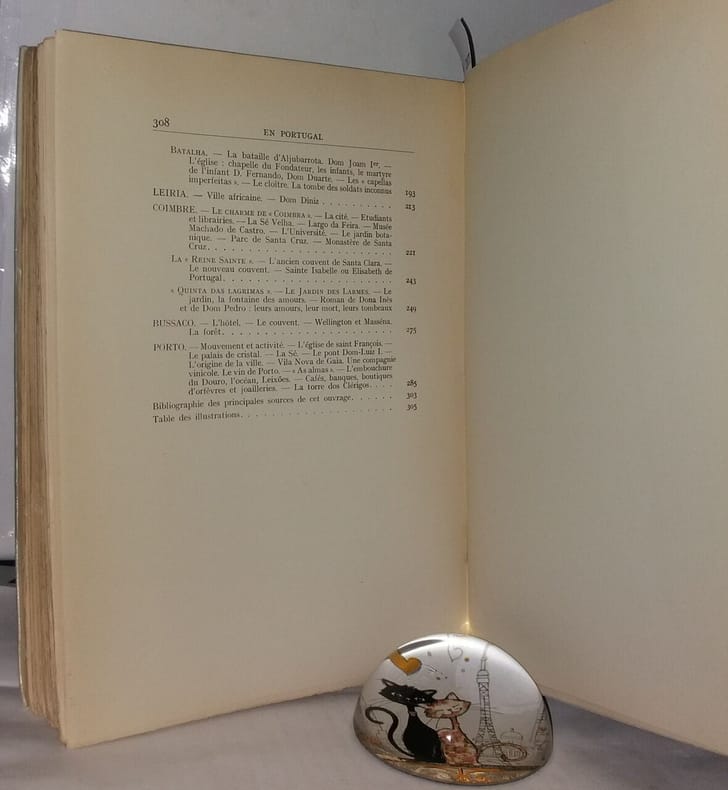 308
EN PORTUGAL
BATALHA. — La bataille d'Aljubarrota. Dom Joam Ier. —
L'église : chapelle du Fondateur, les infants, le martyre
de l'infant D. Fernando, Dom Duarte. — Les « capellas
imperfeitas ». — Le cloître. La tombe des soldats inconnus 193
LEIRIA. — Ville africaine. — Dom Diniz . . . . . . . . . . 213
COIMBRE. — LE CHARME DE « COIMBRA ». — La cité. — Etudiants
et librairies. — La Sé Velha. — Largo da Feira. — Musée
Machado de Castro. — L'Université. — Le jardin bota-
nique. — Parc de Santa Cruz. — Monastère de Santa
Cruz. . . . . . . . . . . . . . . . . . . . . . . . . . 221
LA « REINE SAINTE ». — L'ancien couvent de Santa Clara. —
Le nouveau couvent. — Sainte Isabelle ou Elisabeth de
Portugal. . . . . . . . . . . . . . . . . . . . . . . . 243
« QUINTA DAS LAGRIMAS ». — LE JARDIN DES LARMES. — Le
jardin, la fontaine des amours. — Roman de Dona Inès
et de Dom Pedro : leurs amours, leur mort, leurs tombeaux 249
BUSSACO. — L'hôtel. — Le couvent. — Wellington et Masséna.
La forêt. . . . . . . . . . . . . . . . . . . . . . . . 275
PORTO. — Mouvement et activité. — L'église de saint François. —
Le palais de cristal. — La Sé. — Le pont Dom-Luiz I. —
L'origine de la ville. — Vila Nova de Gaia. Une compagnie
vinicole. Le vin de Porto. — « As almas ». — L'embouchure
du Douro, l'océan, Leixões. — Cafés, banques, boutiques
d'orfèvres et joailleries. — La torre dos Clérigos. . . . . 285
Bibliographie des principales sources de cet ouvrage. . . . . . 303
Table des illustrations. . . . . . . . . . . . . . . . . . . 305